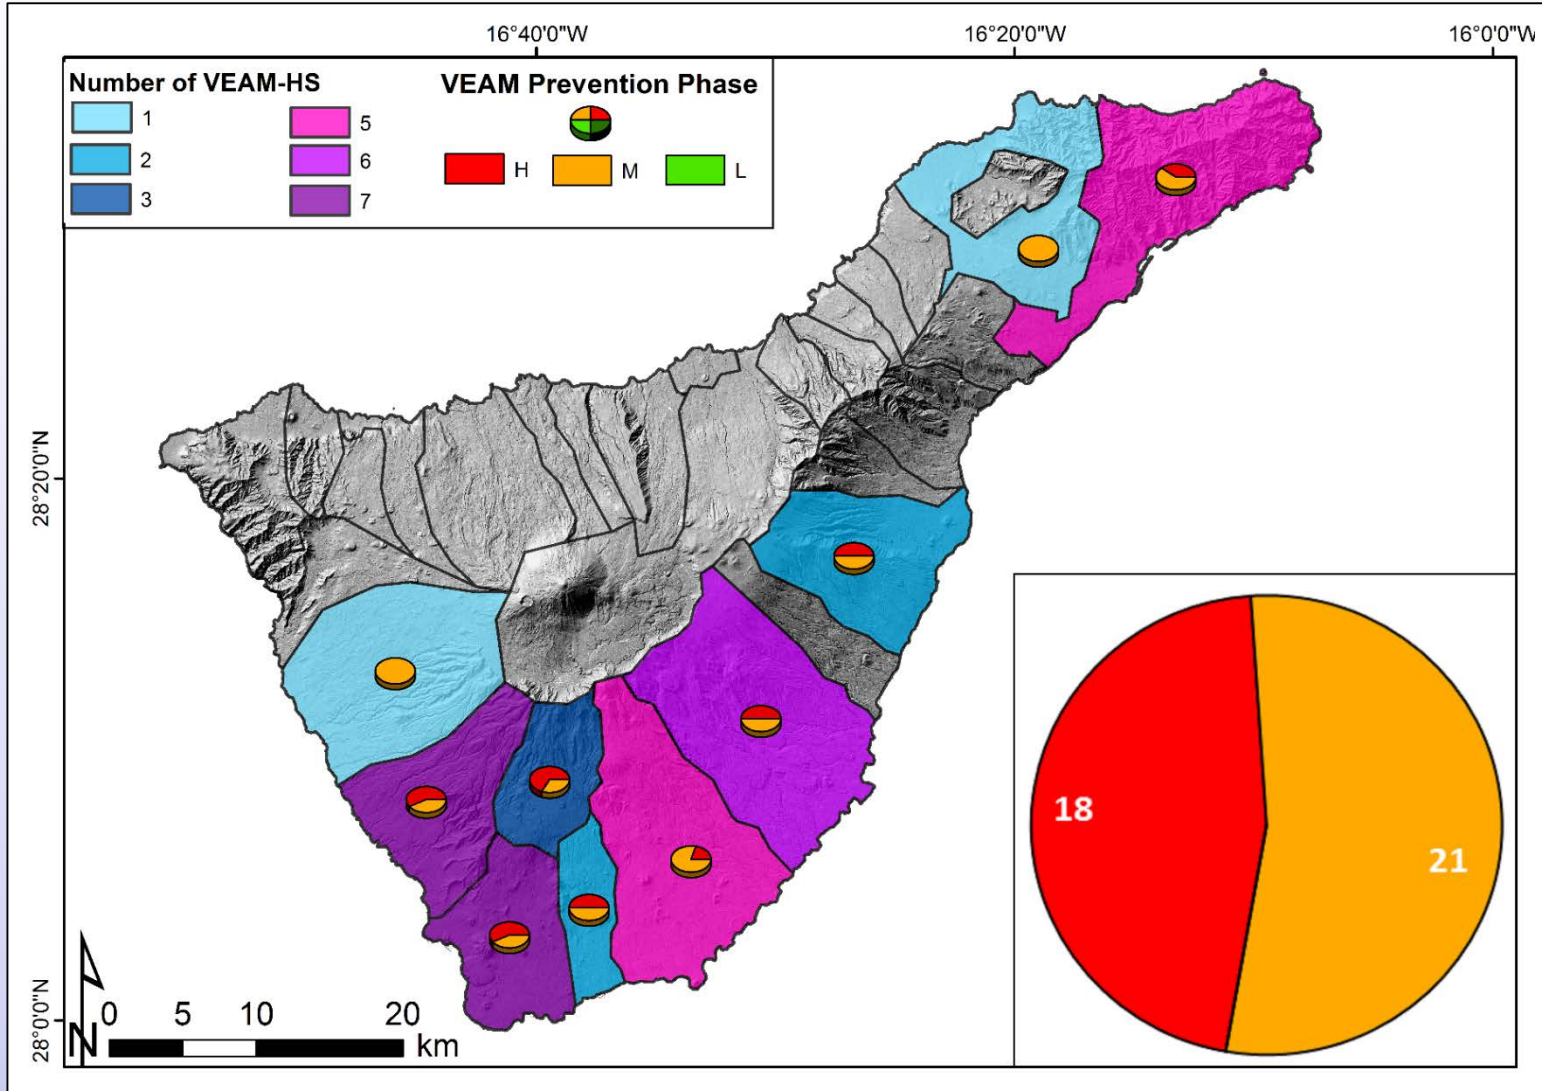 16°40'0"W 16°20'0"W 16°0'0"W
Number of VEAM-HS
1 5
2 6
3 7
VEAM Prevention Phase
H M L
28°20'0"N
28°0'0"N
18
21
0 5 10 20
N km